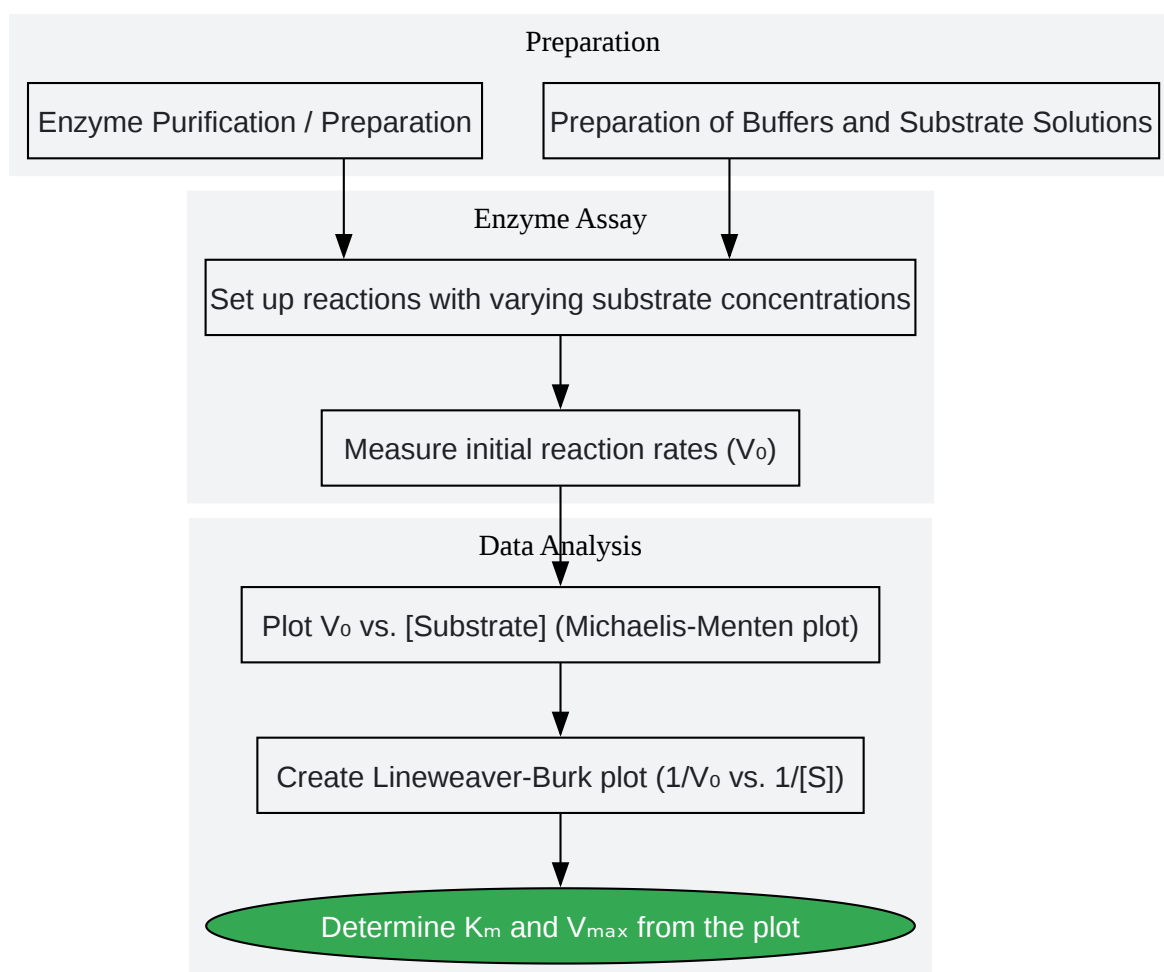 Preparation
Enzyme Purification / Preparation
Preparation of Buffers and Substrate Solutions
Enzyme Assay
Set up reactions with varying substrate concentrations
Measure initial reaction rates (V₀)
Data Analysis
Plot V₀ vs. [Substrate] (Michaelis-Menten plot)
Create Lineweaver-Burk plot (1/V₀ vs. 1/[S])
Determine Kₘ and Vₘₐₓ from the plot